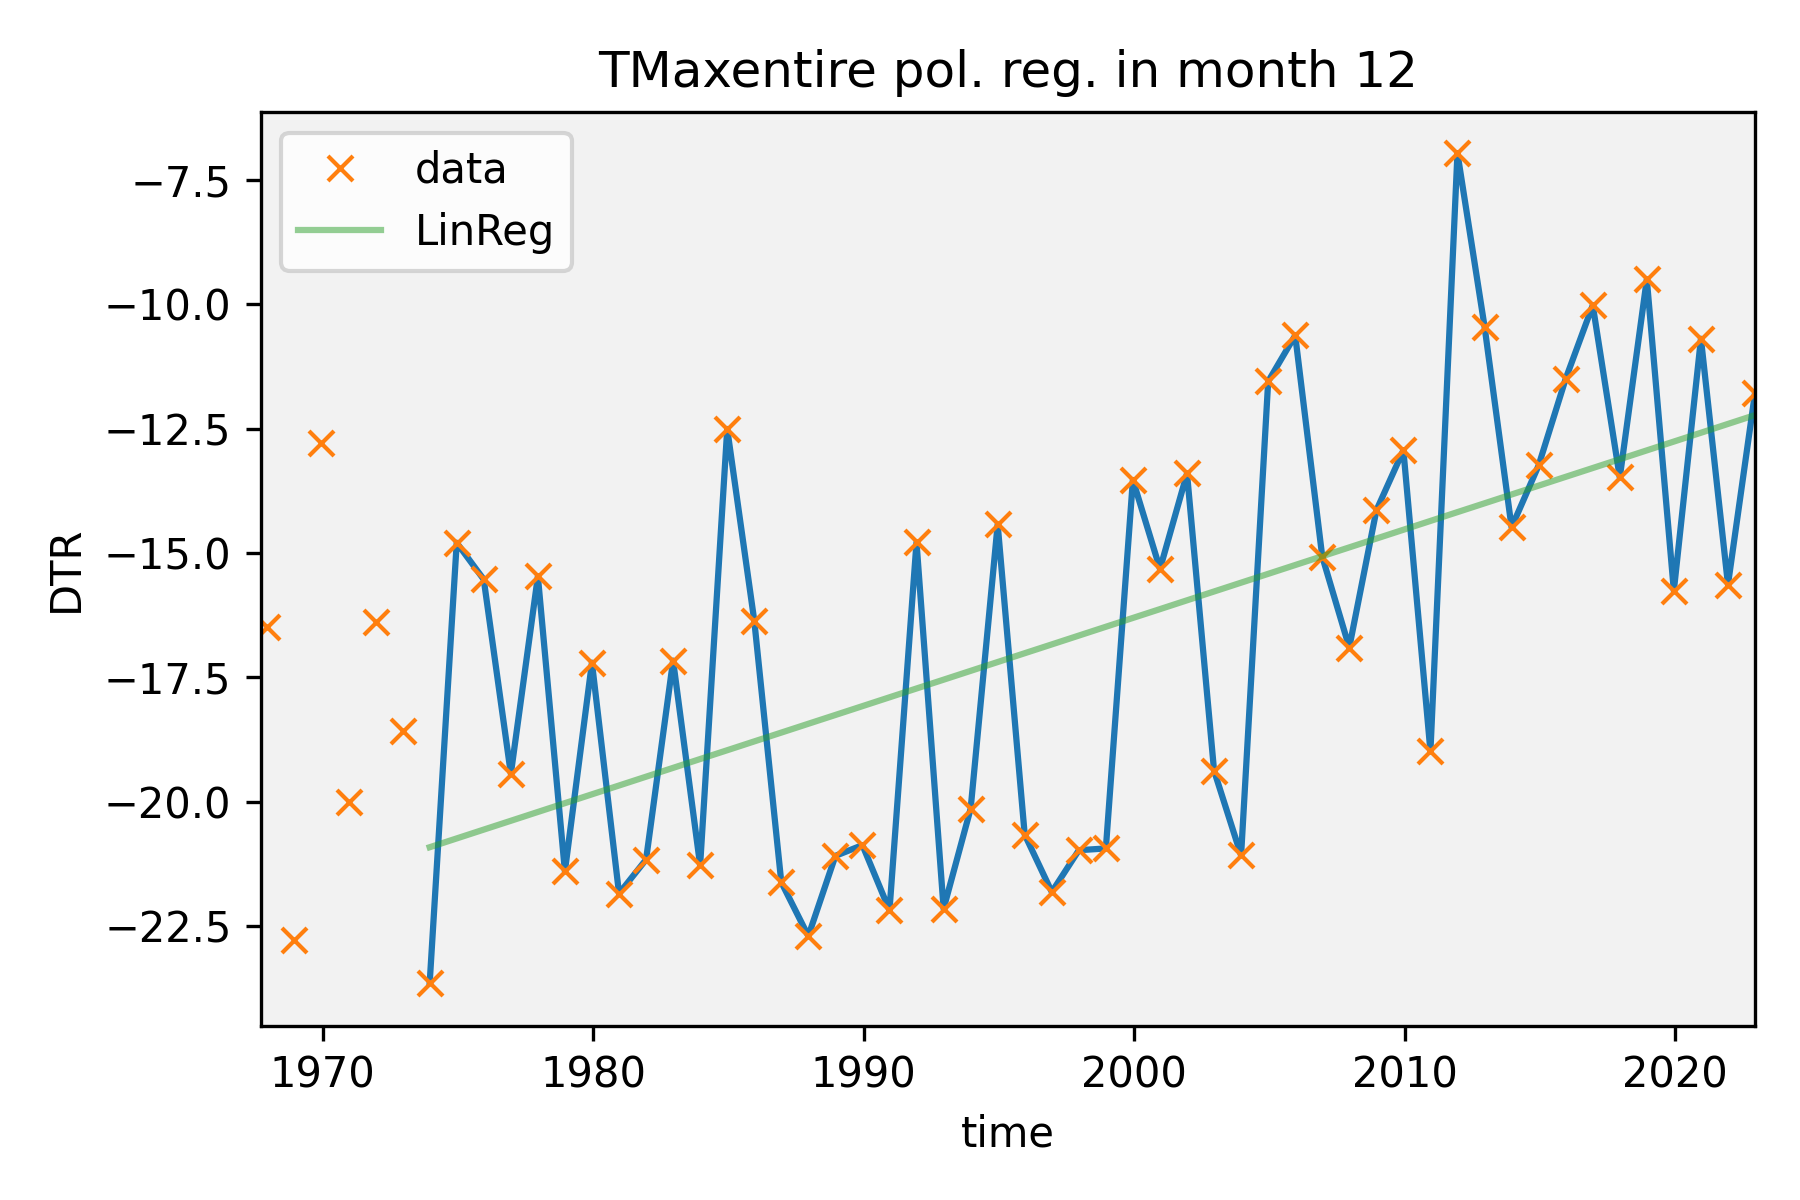 TMaxentire pol. reg. in month 12
data
LinReg
−7.5
−10.0
−12.5
−15.0
−17.5
−20.0
−22.5
DTR
1970 1980 1990 2000 2010 2020
time